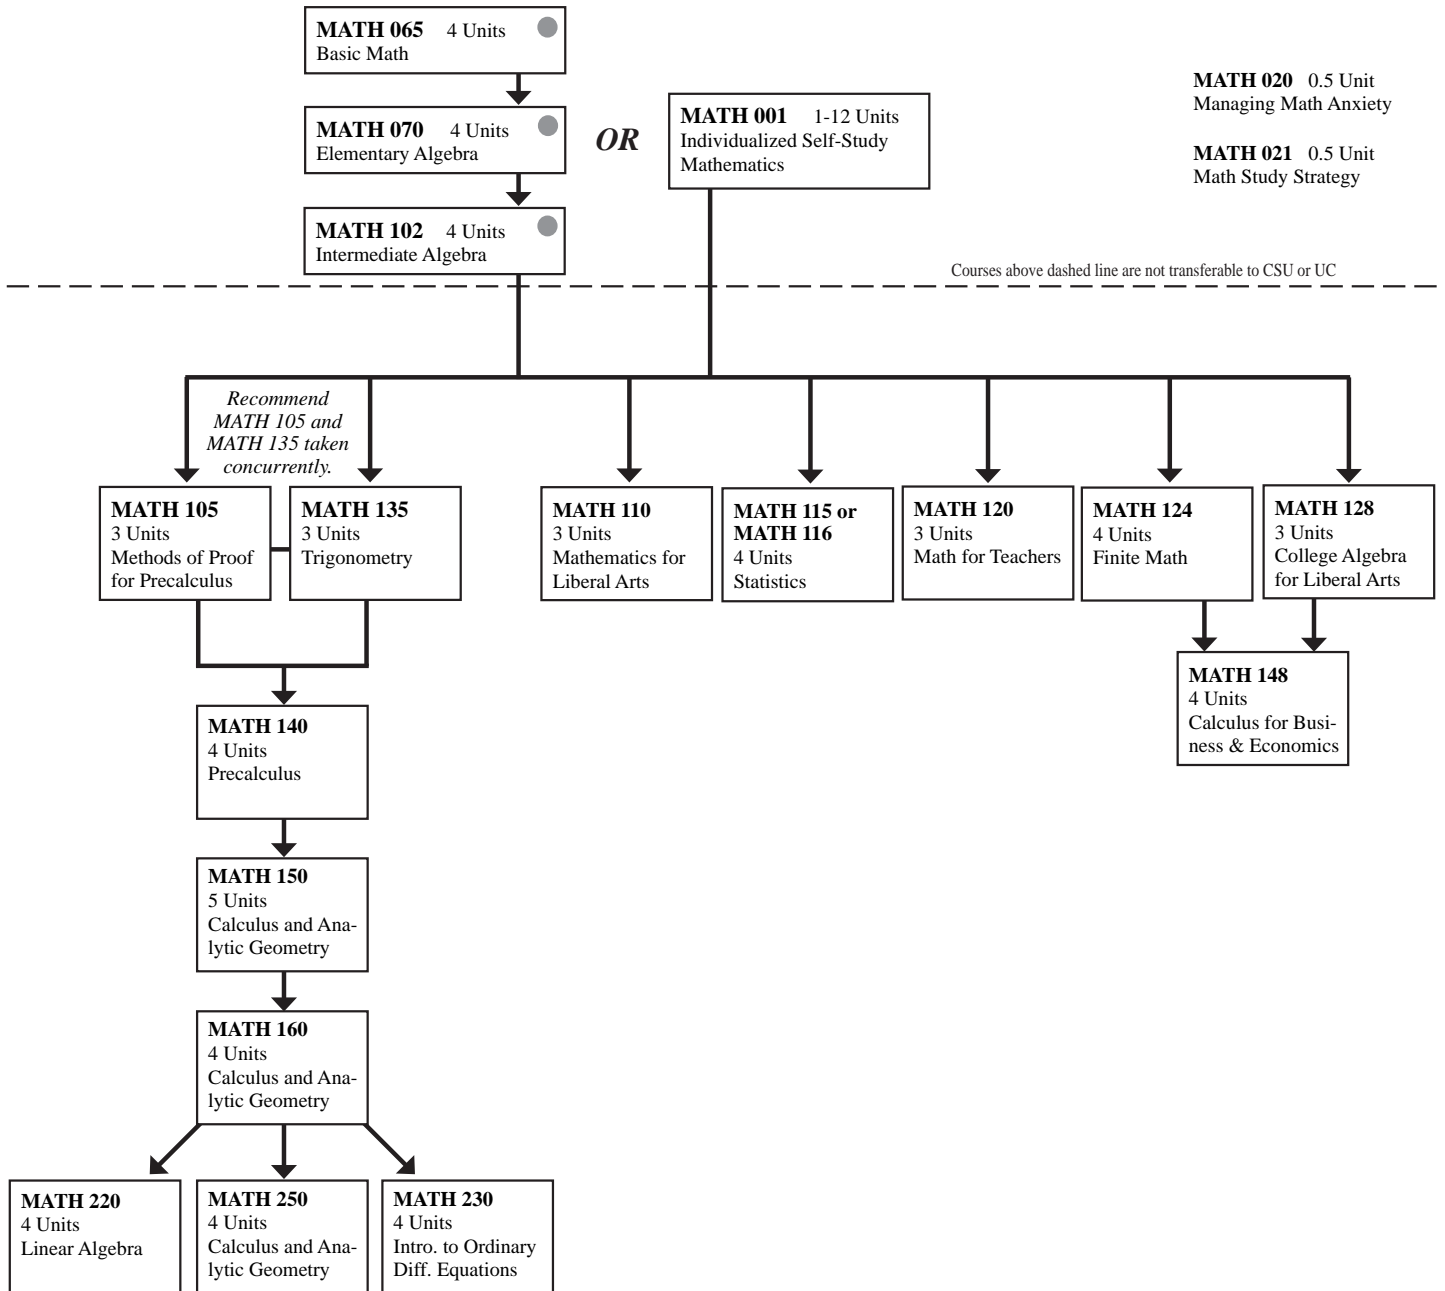 MATH 065 4 Units
Basic Math
MATH 070 4 Units
Elementary Algebra
MATH 102 4 Units
Intermediate Algebra
OR
MATH 001 1-12 Units
Individualized Self-Study
Mathematics
MATH 020 0.5 Unit
Managing Math Anxiety
MATH 021 0.5 Unit
Math Study Strategy
Courses above dashed line are not transferable to CSU or UC
Recommend
MATH 105 and
MATH 135 taken
concurrently.
MATH 105
3 Units
Methods of Proof
for Precalculus
MATH 135
3 Units
Trigonometry
MATH 110
3 Units
Mathematics for
Liberal Arts
MATH 115 or
MATH 116
4 Units
Statistics
MATH 120
3 Units
Math for Teachers
MATH 124
4 Units
Finite Math
MATH 128
3 Units
College Algebra
for Liberal Arts
MATH 148
4 Units
Calculus for Busi-
ness & Economics
MATH 140
4 Units
Precalculus
MATH 150
5 Units
Calculus and Ana-
lytic Geometry
MATH 160
4 Units
Calculus and Ana-
lytic Geometry
MATH 220
4 Units
Linear Algebra
MATH 250
4 Units
Calculus and Ana-
lytic Geometry
MATH 230
4 Units
Intro. to Ordinary
Diff. Equations